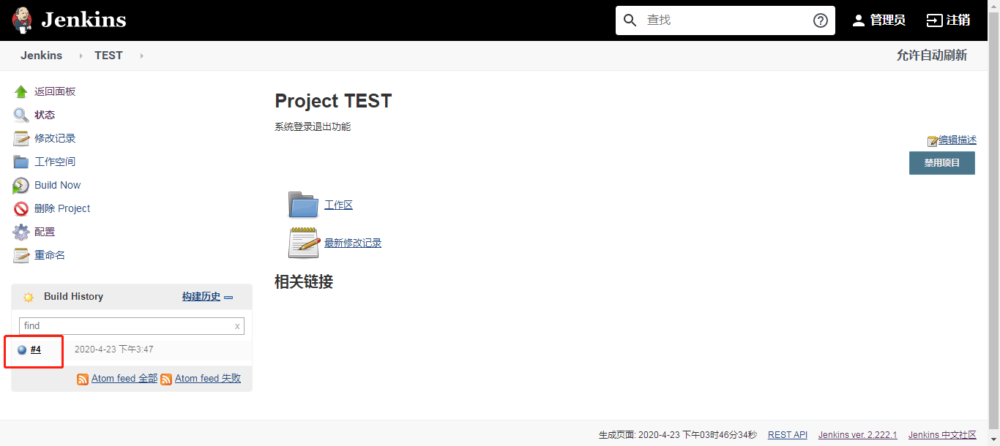 Jenkins
查找
管理员
注销
Jenkins
TEST
允许自动刷新
返回面板
状态
修改记录
工作空间
Build Now
删除 Project
配置
重命名
Build History
构建历史
find
x
#4
2020-4-23 下午3:47
Atom feed 全部
Atom feed 失败
Project TEST
系统登录退出功能
编辑描述
禁用项目
工作区
最新修改记录
相关链接
生成页面: 2020-4-23 下午03时46分34秒
REST API
Jenkins ver. 2.222.1
Jenkins 中文社区